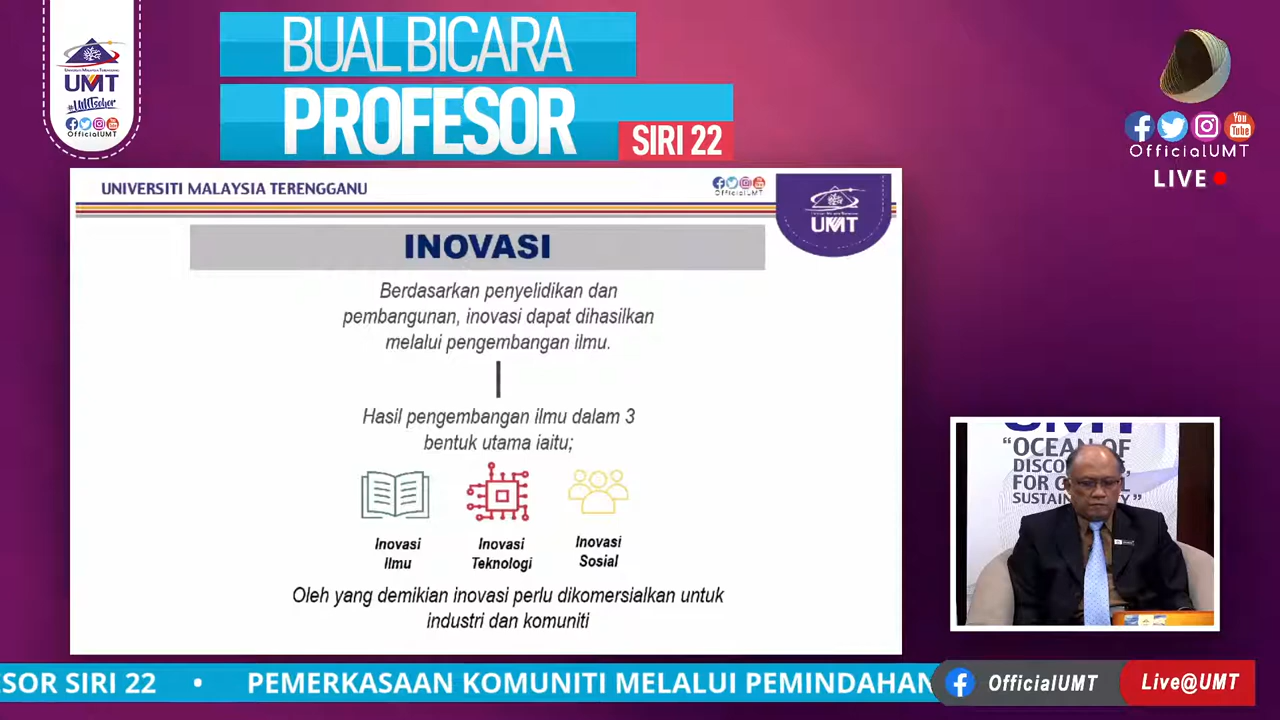 UMT
#UMTsohor
OfficialUMT
BUAL BICARA
PROFESOR
SIRI 22
OfficialUMT
LIVE
UNIVERSITI MALAYSIA TERENGGANU
OfficialUMT
UMT
INOVASI
Berdasarkan penyelidikan dan
pembangunan, inovasi dapat dihasilkan
melalui pengembangan ilmu.
Hasil pengembangan ilmu dalam 3
bentuk utama iaitu;
Inovasi
Ilmu
Inovasi
Teknologi
Inovasi
Sosial
Oleh yang demikian inovasi perlu dikomersialkan untuk
industri dan komuniti
UMT
"OCEAN OF
FOR
SOR SIRI 22 • PEMERKASAAN KOMUNITI MELALUI PEMINDAHAN
OfficialUMT
Live@UMT